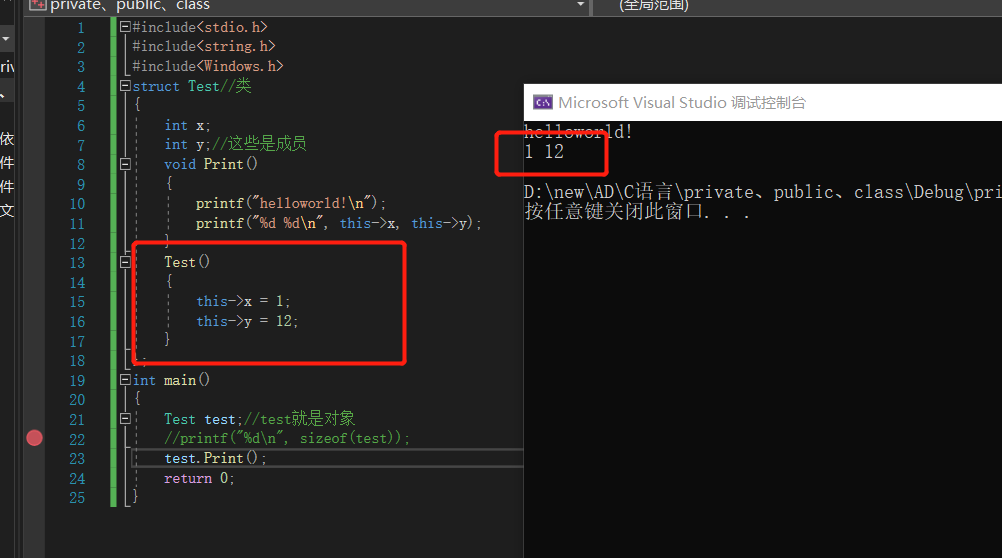 private、public、class
(全局范围)
1 #include<stdio.h>
2 #include<string.h>
3 #include<Windows.h>
4 struct Test//类
5 {
6 int x;
7 int y;//这些是成员
8 void Print()
9 {
10 printf("helloworld!\n");
11 printf("%d %d\n", this->x, this->y);
12 }
13 Test()
14 {
15 this->x = 1;
16 this->y = 12;
17 }
18 };
19 int main()
20 {
21 Test test;//test就是对象
22 //printf("%d\n", sizeof(test));
23 test.Print();
24 return 0;
25 }
riv
、
依
件
件
文
Microsoft Visual Studio 调试控制台
helloworld!
1 12
D:\new\AD\C语言\private、public、class\Debug\pri
按任意键关闭此窗口. . .